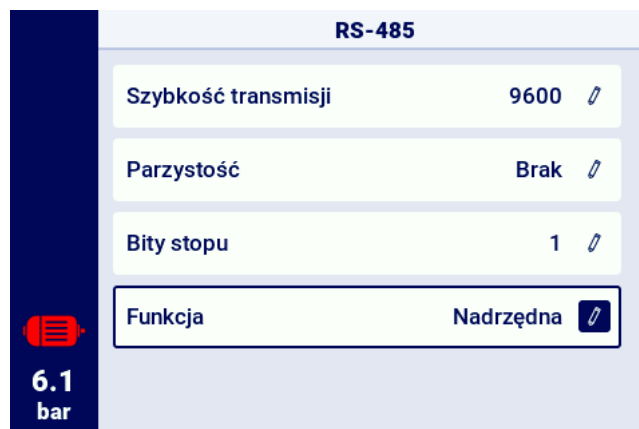 RS-485
Szybkość transmisji 9600
Parzystość Brak
Bity stopu 1
Funkcja Nadrzędna
6.1
bar